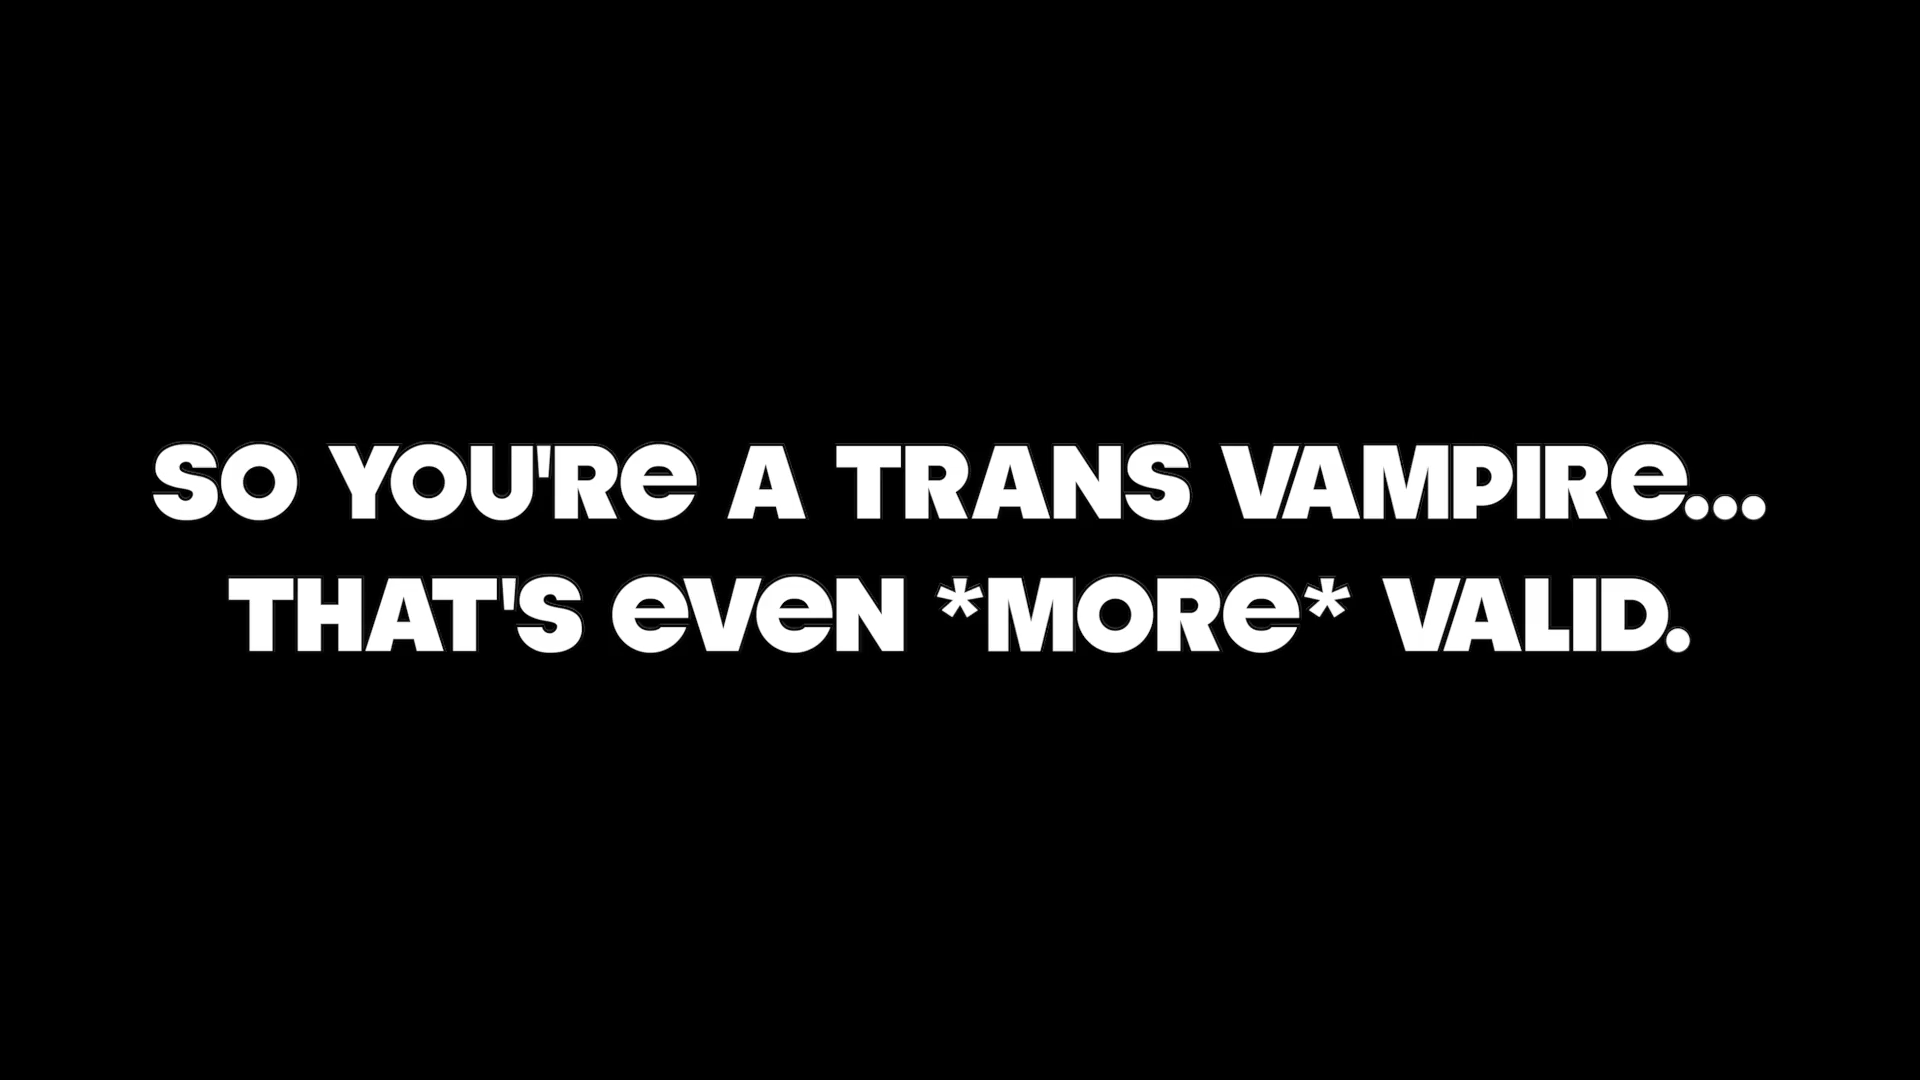 SO YOU'Re A TRANS VAMPIRe...
THAT'S eVeN *MORe* VALID.